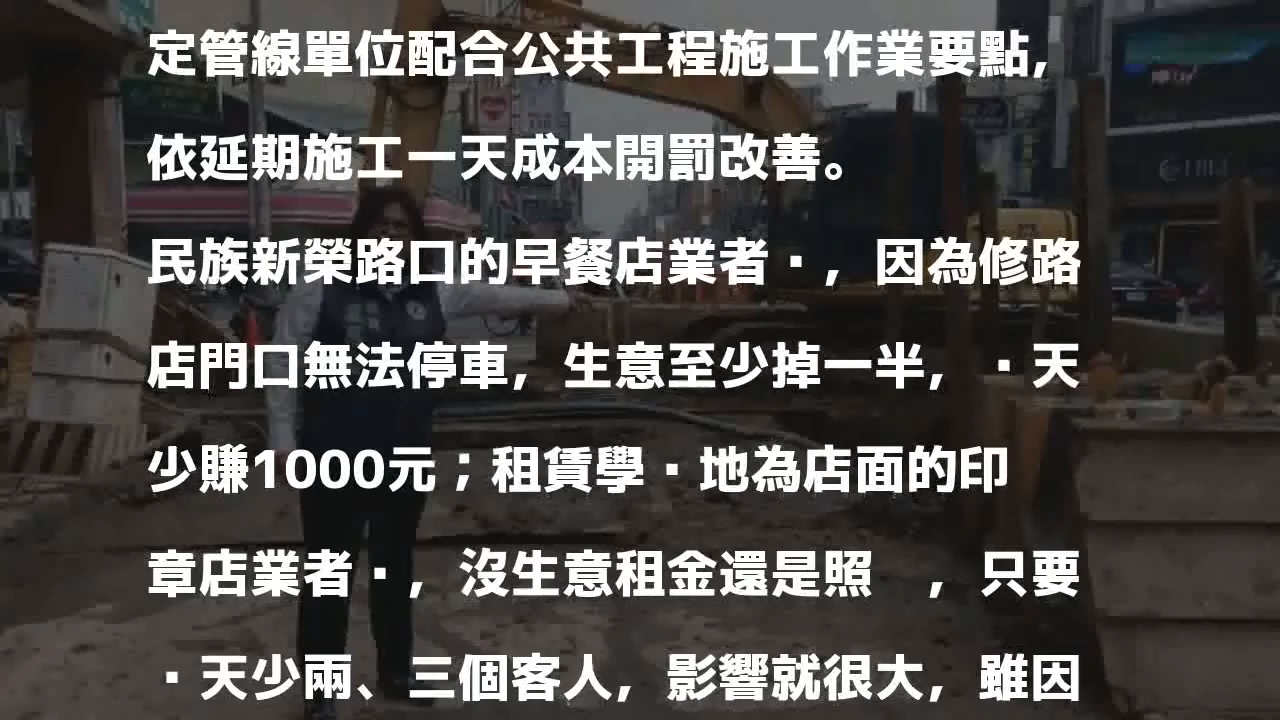 定管線單位配合公共工程施工作業要點，
依延期施工一天成本開罰改善。
民族新榮路口的早餐店業者▪，因為修路
店門口無法停車，生意至少掉一半，▪天
少賺1000元；租賃學▪地為店面的印
章店業者▪，沒生意租金還是照　，只要
▪天少兩、三個客人，影響就很大，雖因